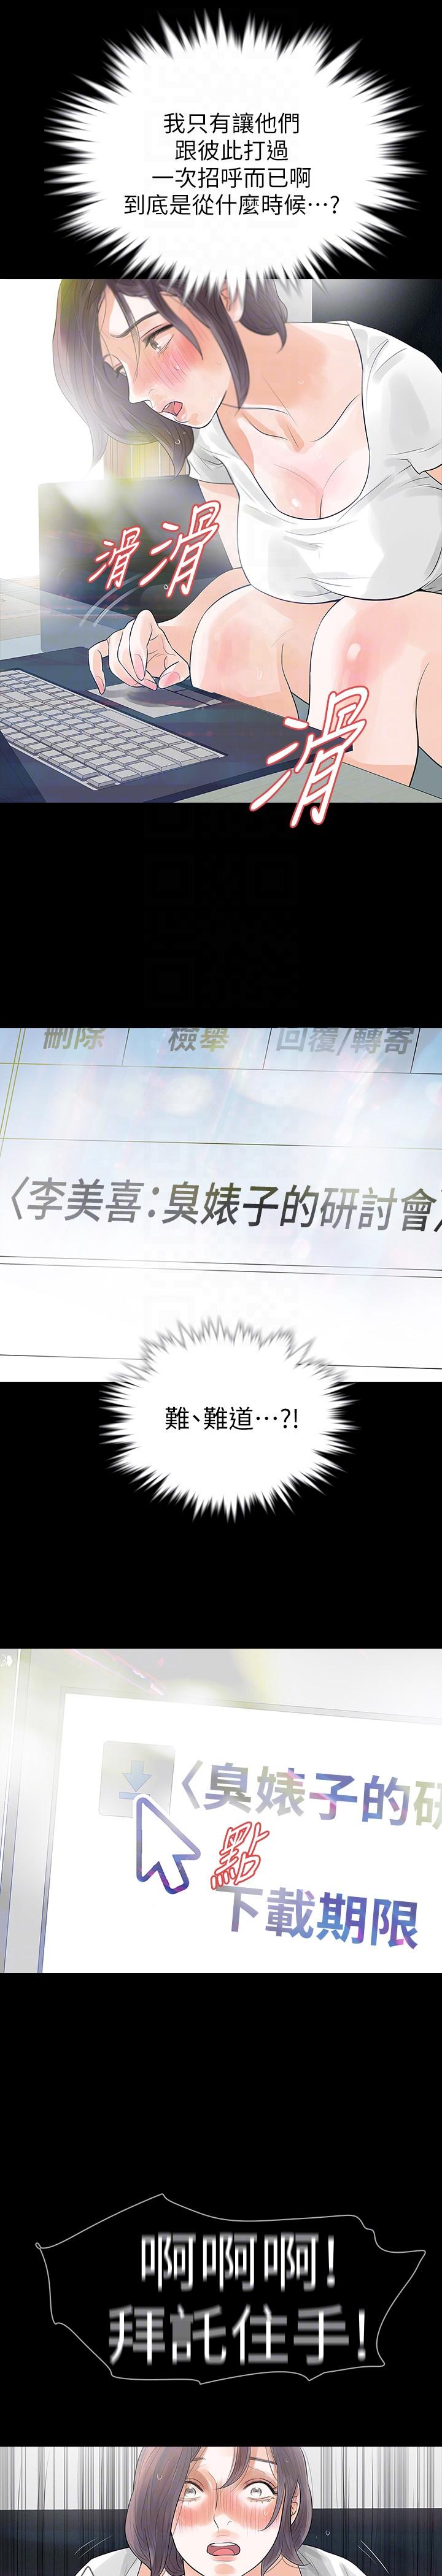 我只有讓他們
跟彼此打過
一次招呼而已啊
到底是從什麼時候…?
滑
滑
滑
刪除 檢舉 回覆/轉寄
〈李美喜:臭婊子的研討會〉
難、難道…?!
〈臭婊子的研
點
下載期限
啊啊啊!
拜託住手!